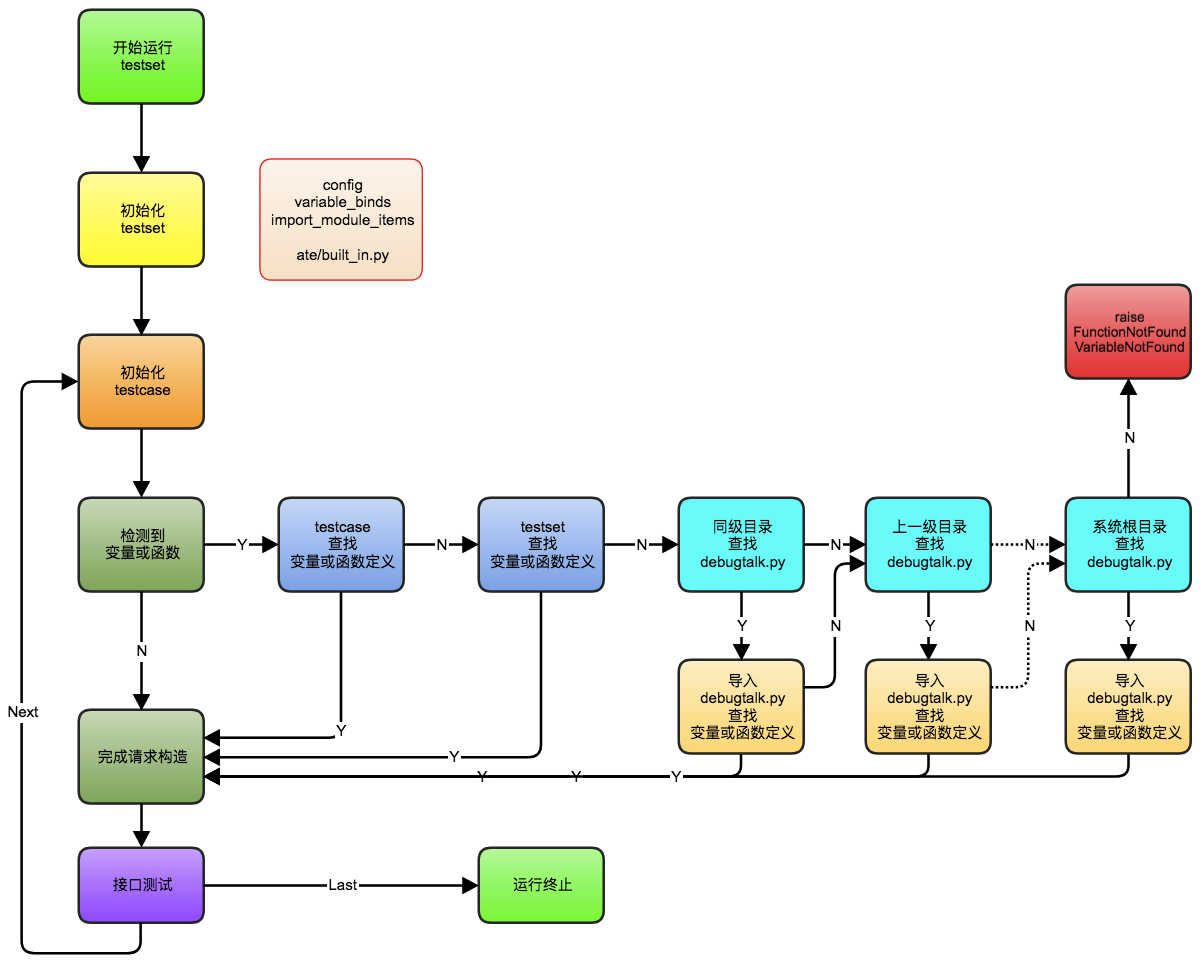 开始运行
testset
初始化
testset
config
variable_binds
import_module_items
ate/built_in.py
初始化
testcase
raise
FunctionNotFound
VariableNotFound
N
检测到
变量或函数
Y
testcase
查找
变量或函数定义
N
testset
查找
变量或函数定义
N
同级目录
查找
debugtalk.py
N
上一级目录
查找
debugtalk.py
N
系统根目录
查找
debugtalk.py
N
Y
N
Y
N
Y
导入
debugtalk.py
查找
变量或函数定义
导入
debugtalk.py
查找
变量或函数定义
导入
debugtalk.py
查找
变量或函数定义
Next
完成请求构造
Y
Y
Y
Y
Y
接口测试
Last
运行终止